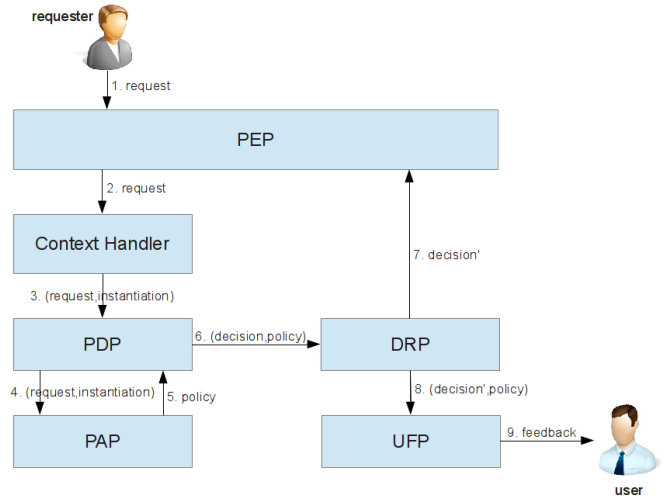 requester
1. request
PEP
2. request
Context Handler
7. decision'
3. (request,instantiation)
PDP
6. (decision,policy)
DRP
4. (request,instantiation)
5. policy
8. (decision',policy)
PAP
UFP
9. feedback
user